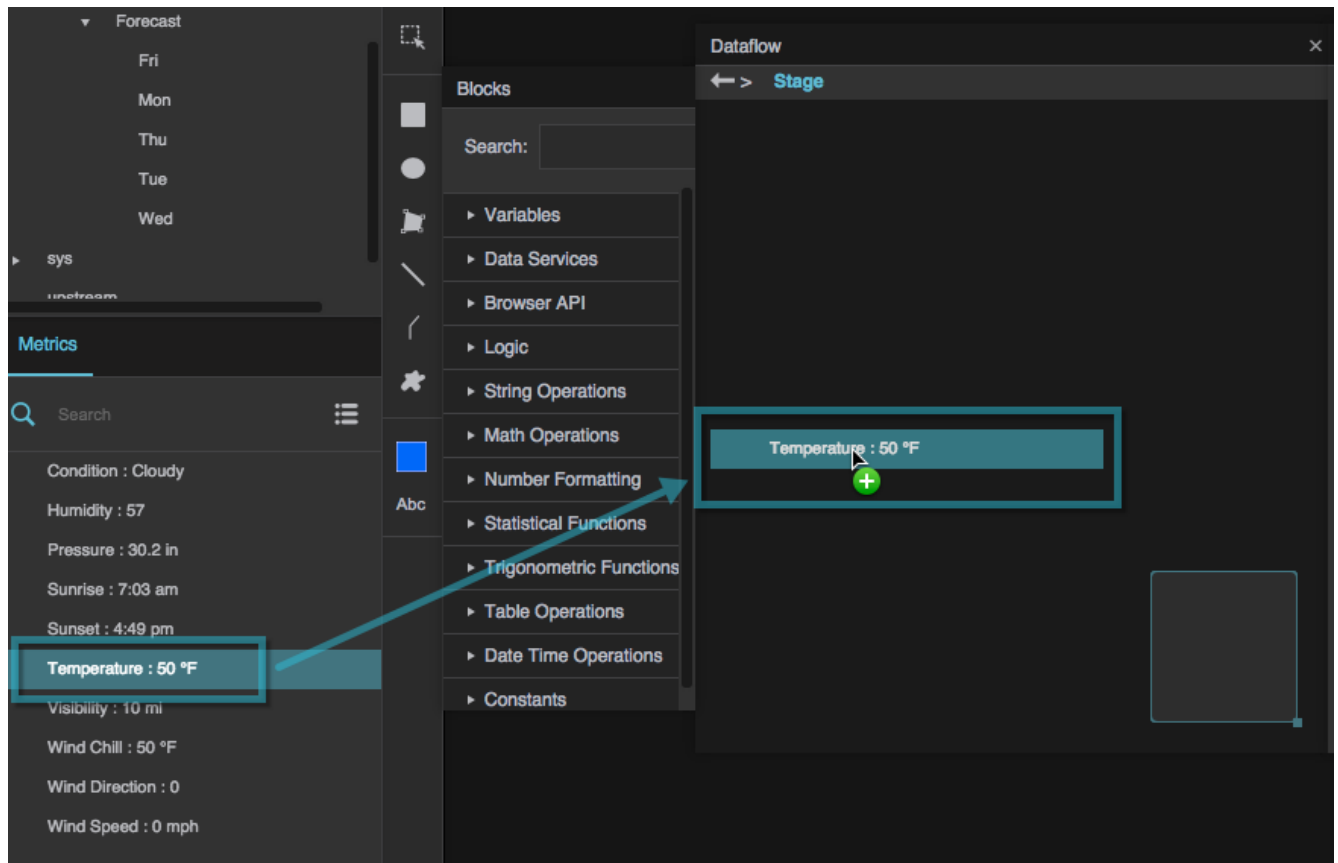 Forecast
Fri
Mon
Thu
Tue
Wed
sys
upstream
Metrics
Search
Condition : Cloudy
Humidity : 57
Pressure : 30.2 in
Sunrise : 7:03 am
Sunset : 4:49 pm
Temperature : 50 °F
Visibility : 10 mi
Wind Chill : 50 °F
Wind Direction : 0
Wind Speed : 0 mph
Abc
Blocks
Search:
Variables
Data Services
Browser API
Logic
String Operations
Math Operations
Number Formatting
Statistical Functions
Trigonometric Functions
Table Operations
Date Time Operations
Constants
Dataflow
> Stage
Temperature : 50 °F